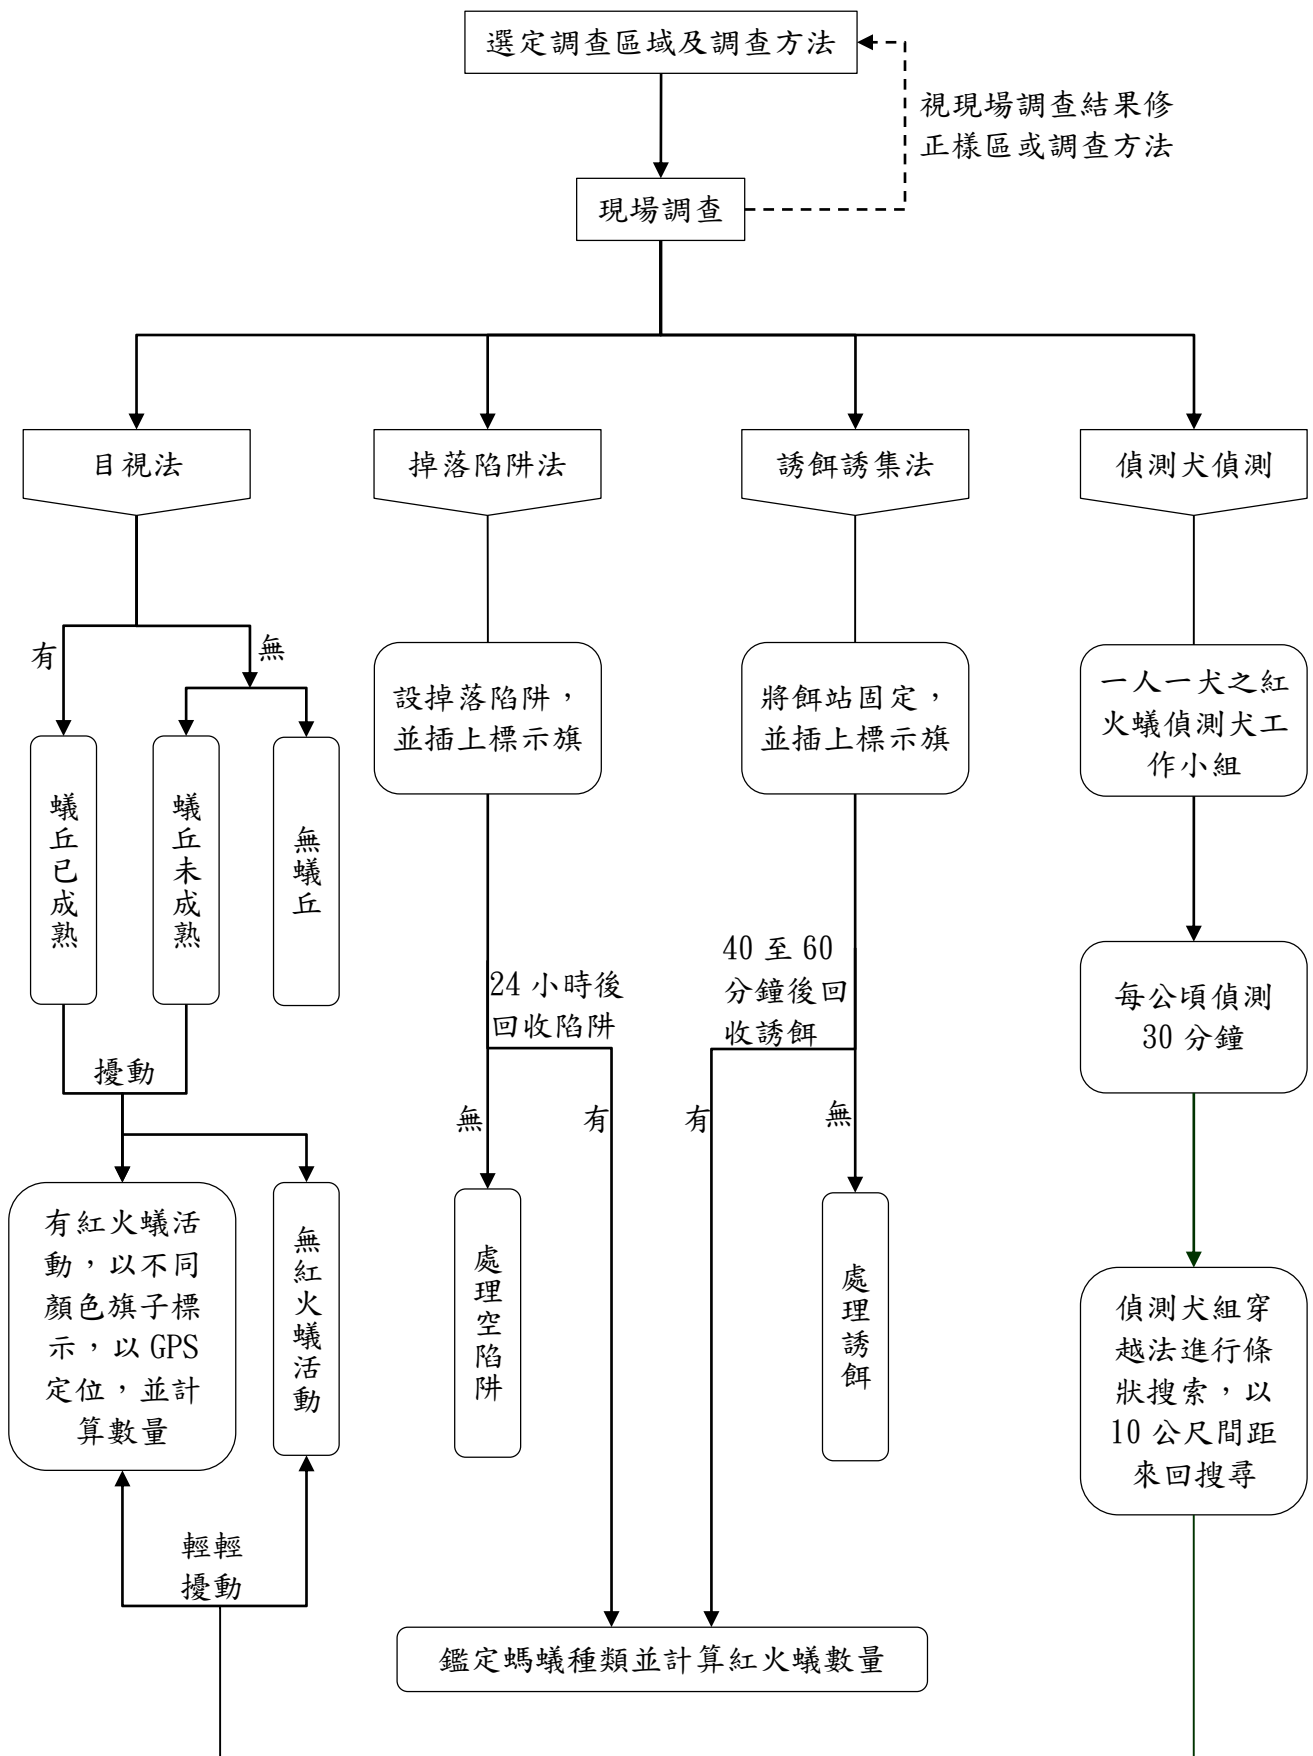 選定調查區域及調查方法
視現場調查結果修
正樣區或調查方法
現場調查
目視法
掉落陷阱法
誘餌誘集法
偵測犬偵測
有
無
蟻丘已成熟
蟻丘未成熟
無蟻丘
擾動
有紅火蟻活
動，以不同
顏色旗子標
示，以 GPS
定位，並計
算數量
無紅火蟻活動
輕輕
擾動
設掉落陷阱，
並插上標示旗
24 小時後
回收陷阱
無
有
處理空陷阱
將餌站固定，
並插上標示旗
40 至 60
分鐘後回
收誘餌
有
無
處理誘餌
鑑定螞蟻種類並計算紅火蟻數量
一人一犬之紅
火蟻偵測犬工
作小組
每公頃偵測
30 分鐘
偵測犬組穿
越法進行條
狀搜索，以
10 公尺間距
來回搜尋